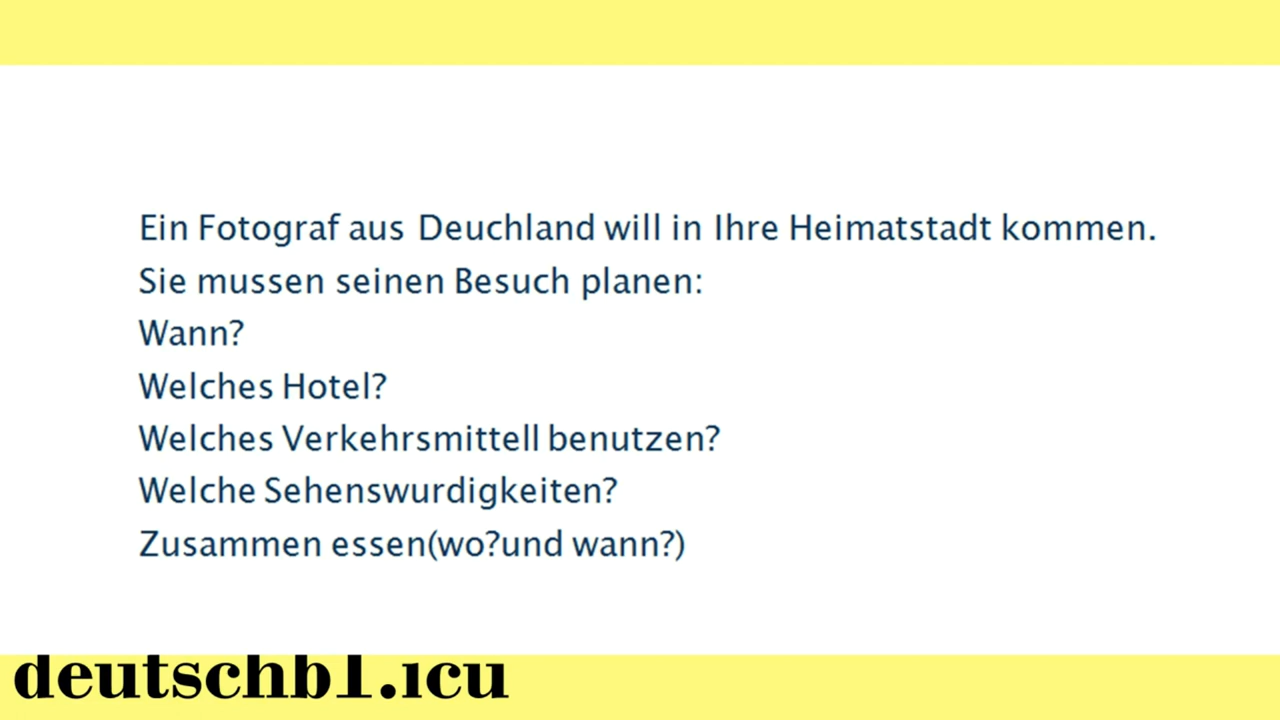 Ein Fotograf aus Deuchland will in Ihre Heimatstadt kommen.
Sie mussen seinen Besuch planen:
Wann?
Welches Hotel?
Welches Verkehrsmittell benutzen?
Welche Sehenswurdigkeiten?
Zusammen essen(wo?und wann?)
deutschb1.icu